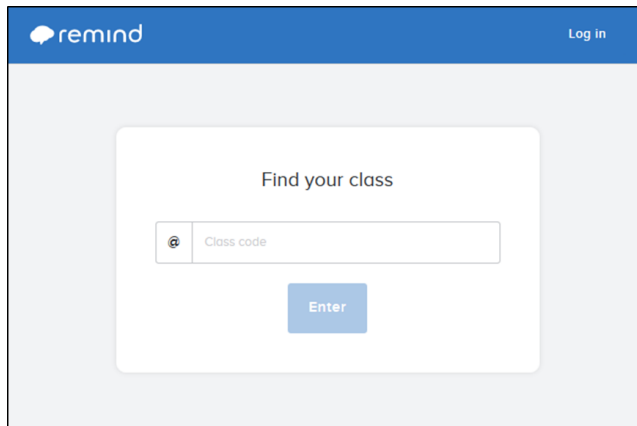 remind
Log in
Find your class
@ Class code
Enter